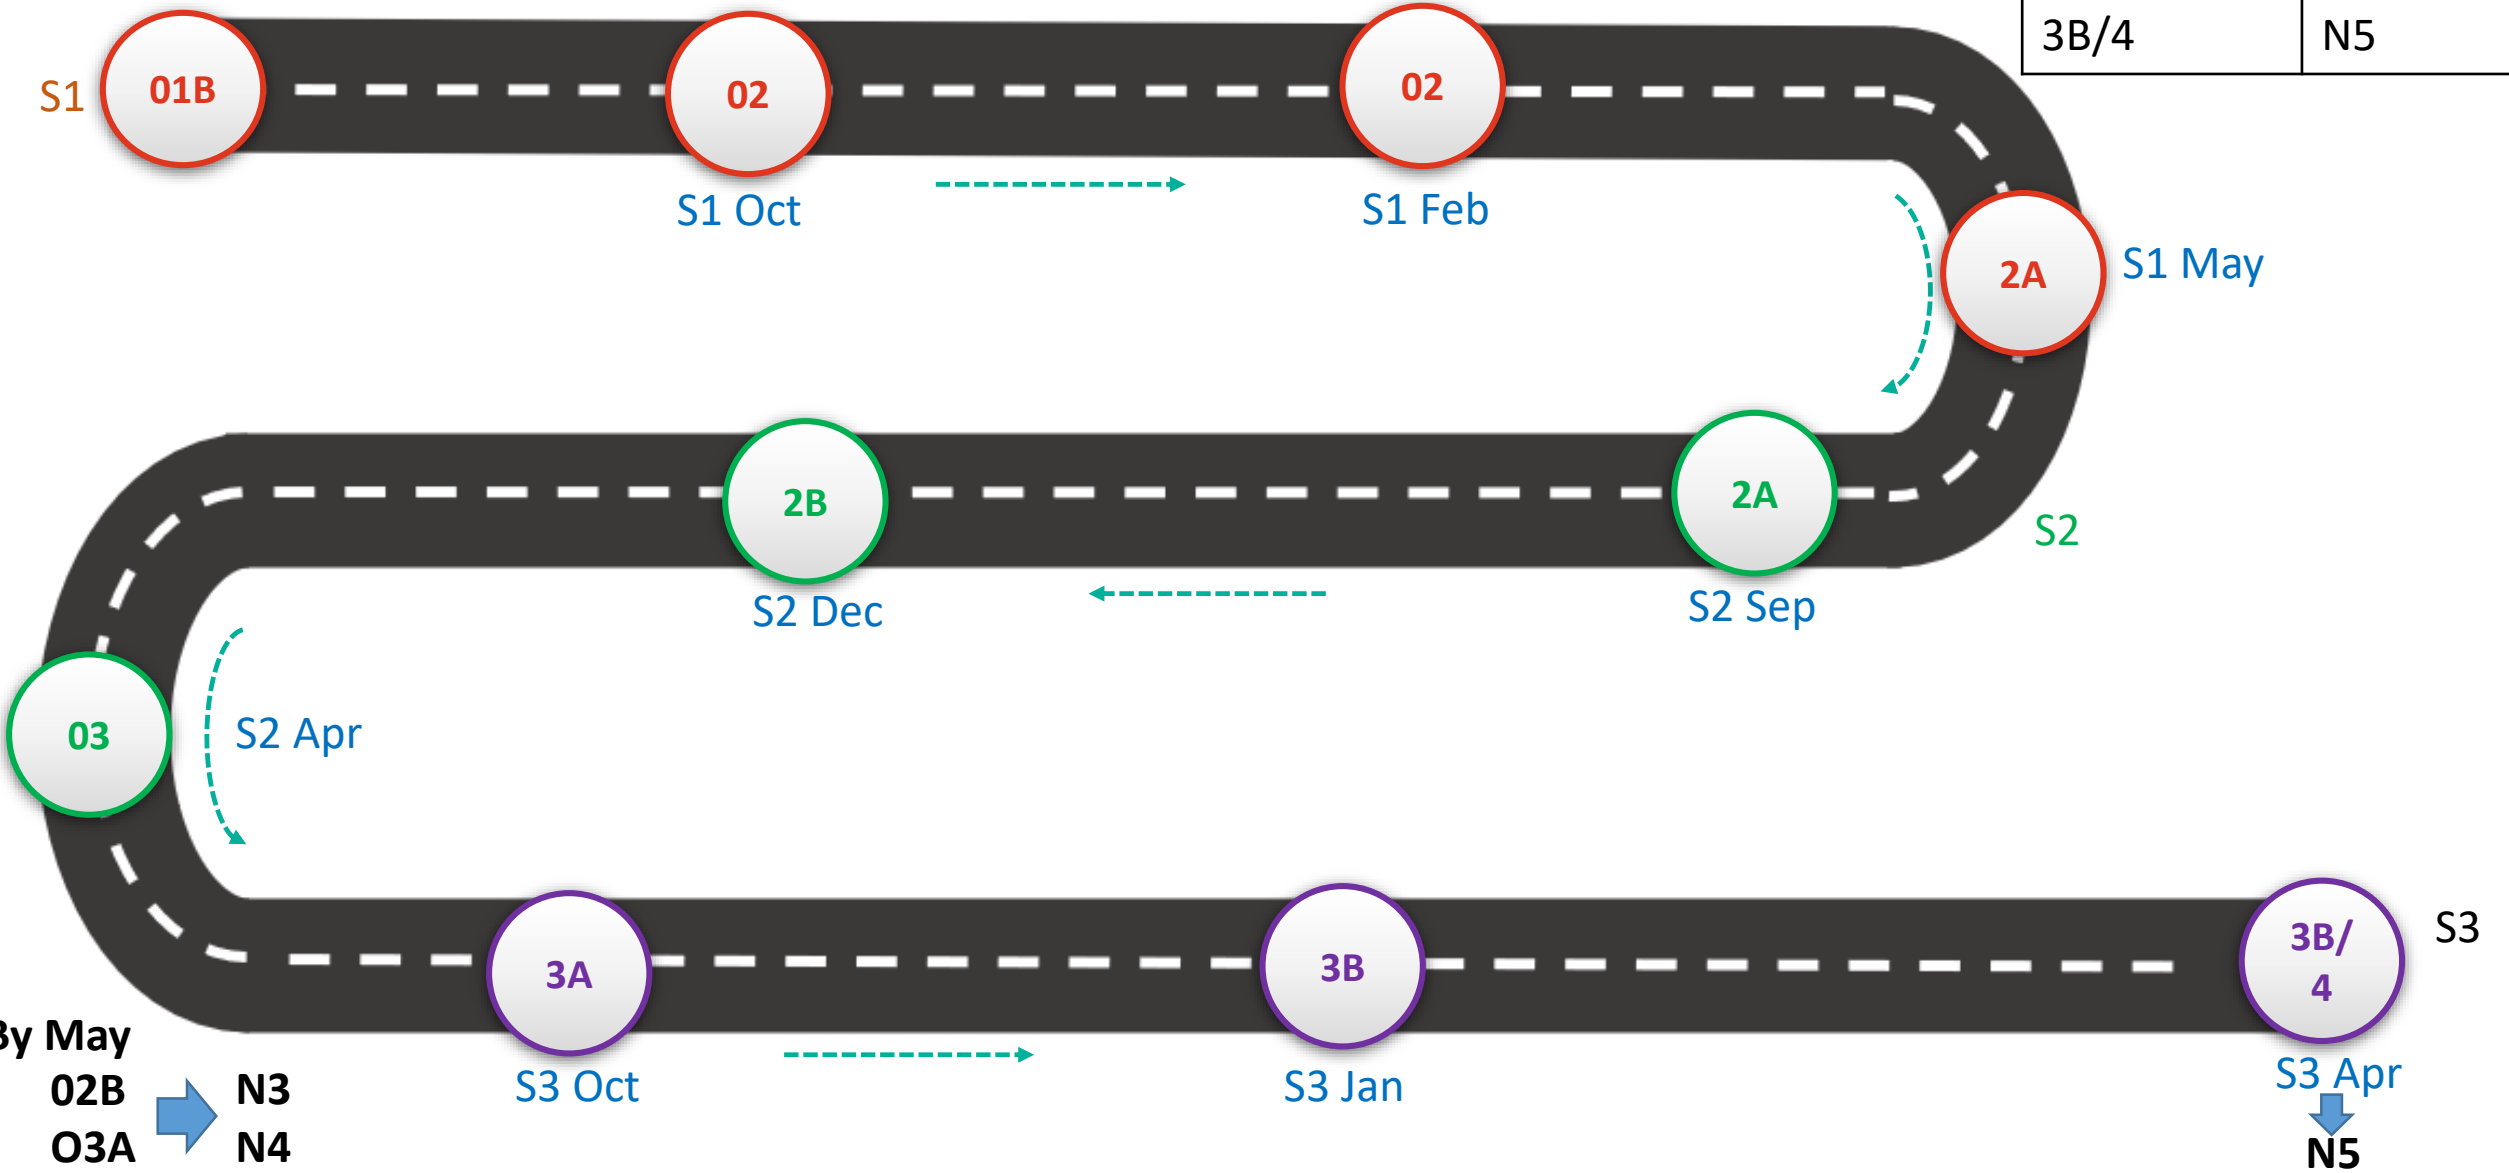 3B/4 N5
S1 01B 02 02
S1 Oct S1 Feb
2A S1 May
2B 2A
S2
S2 Dec S2 Sep
03 S2 Apr
3A 3B 3B/
4
S3
S3 Oct S3 Jan S3 Apr
By May
02B N3
O3A N4
N5